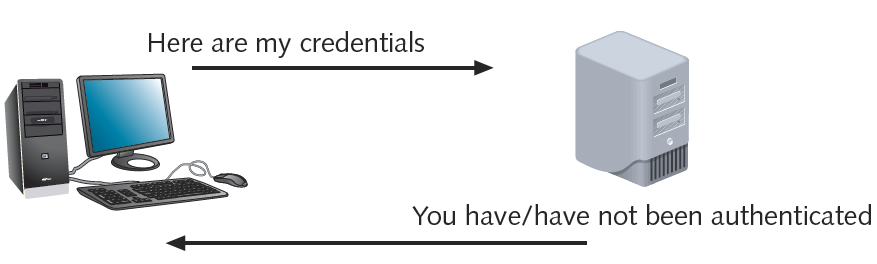 Here are my credentials
You have/have not been authenticated